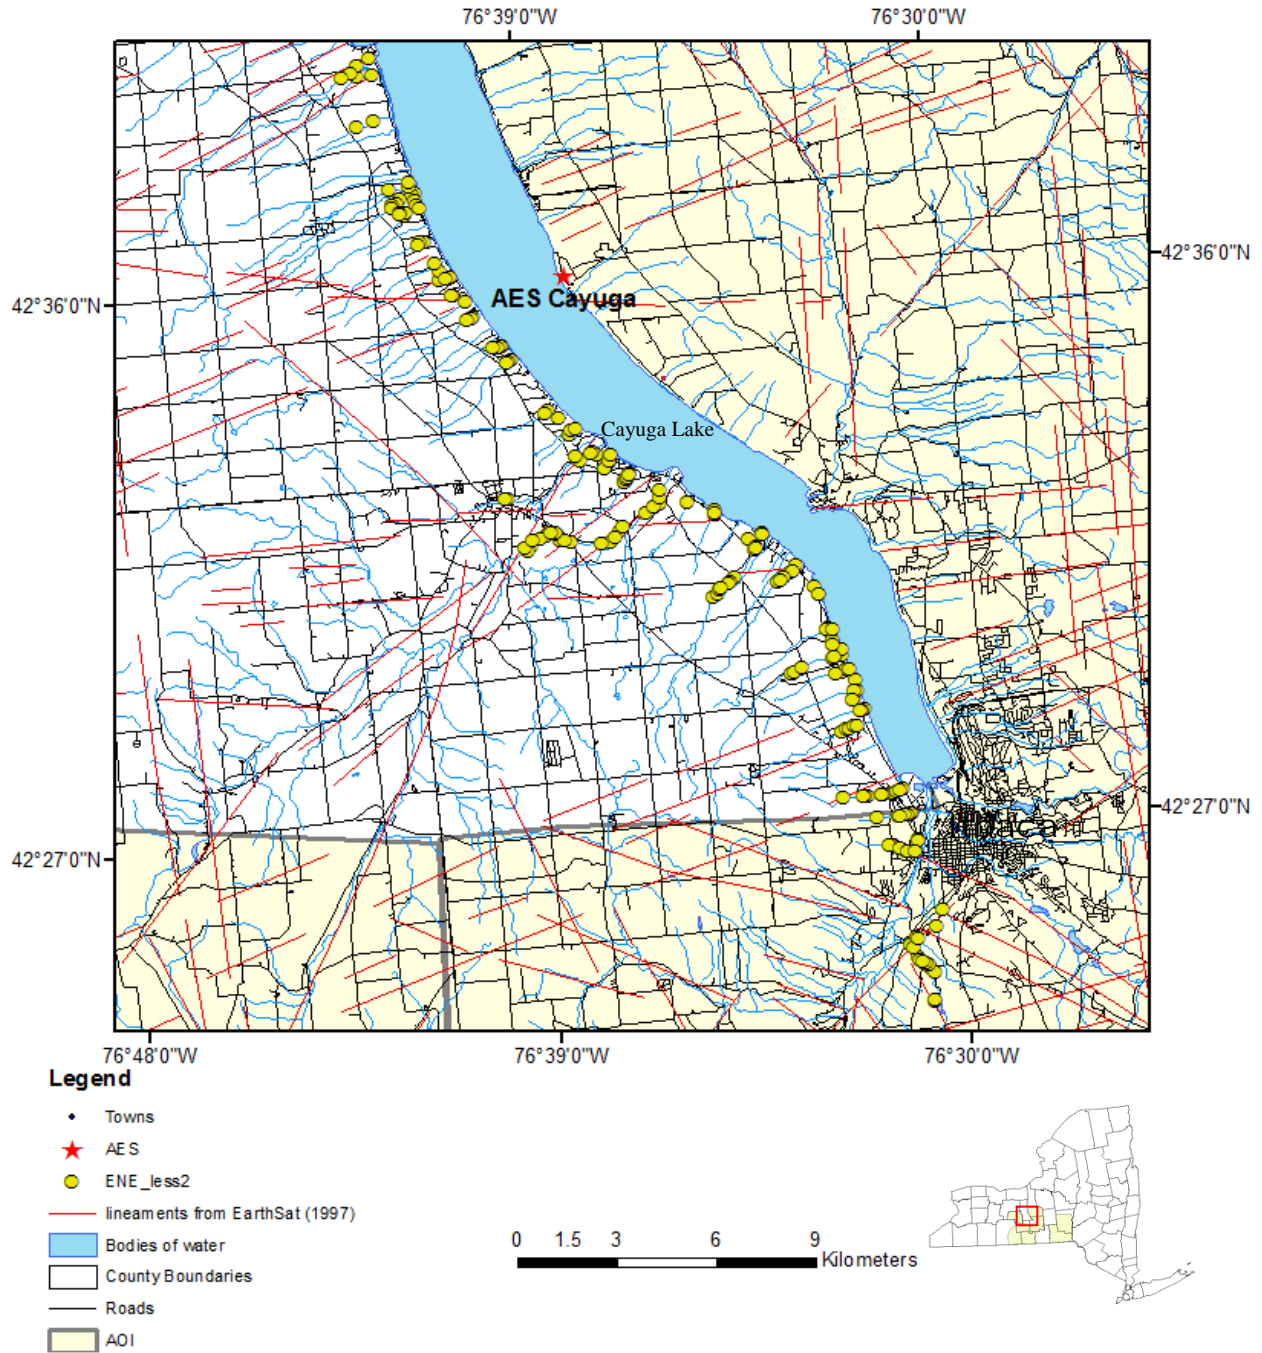 76°39'0"W 76°30'0"W
42°36'0"N
42°36'0"N
AES Cayuga
Cayuga Lake
42°27'0"N
Ithaca
42°27'0"N
76°48'0"W 76°39'0"W 76°30'0"W
Legend
Towns
AES
ENE_less2
lineaments from EarthSat (1997)
Bodies of water
County Boundaries
Roads
AOI
0 1.5 3 6 9
Kilometers